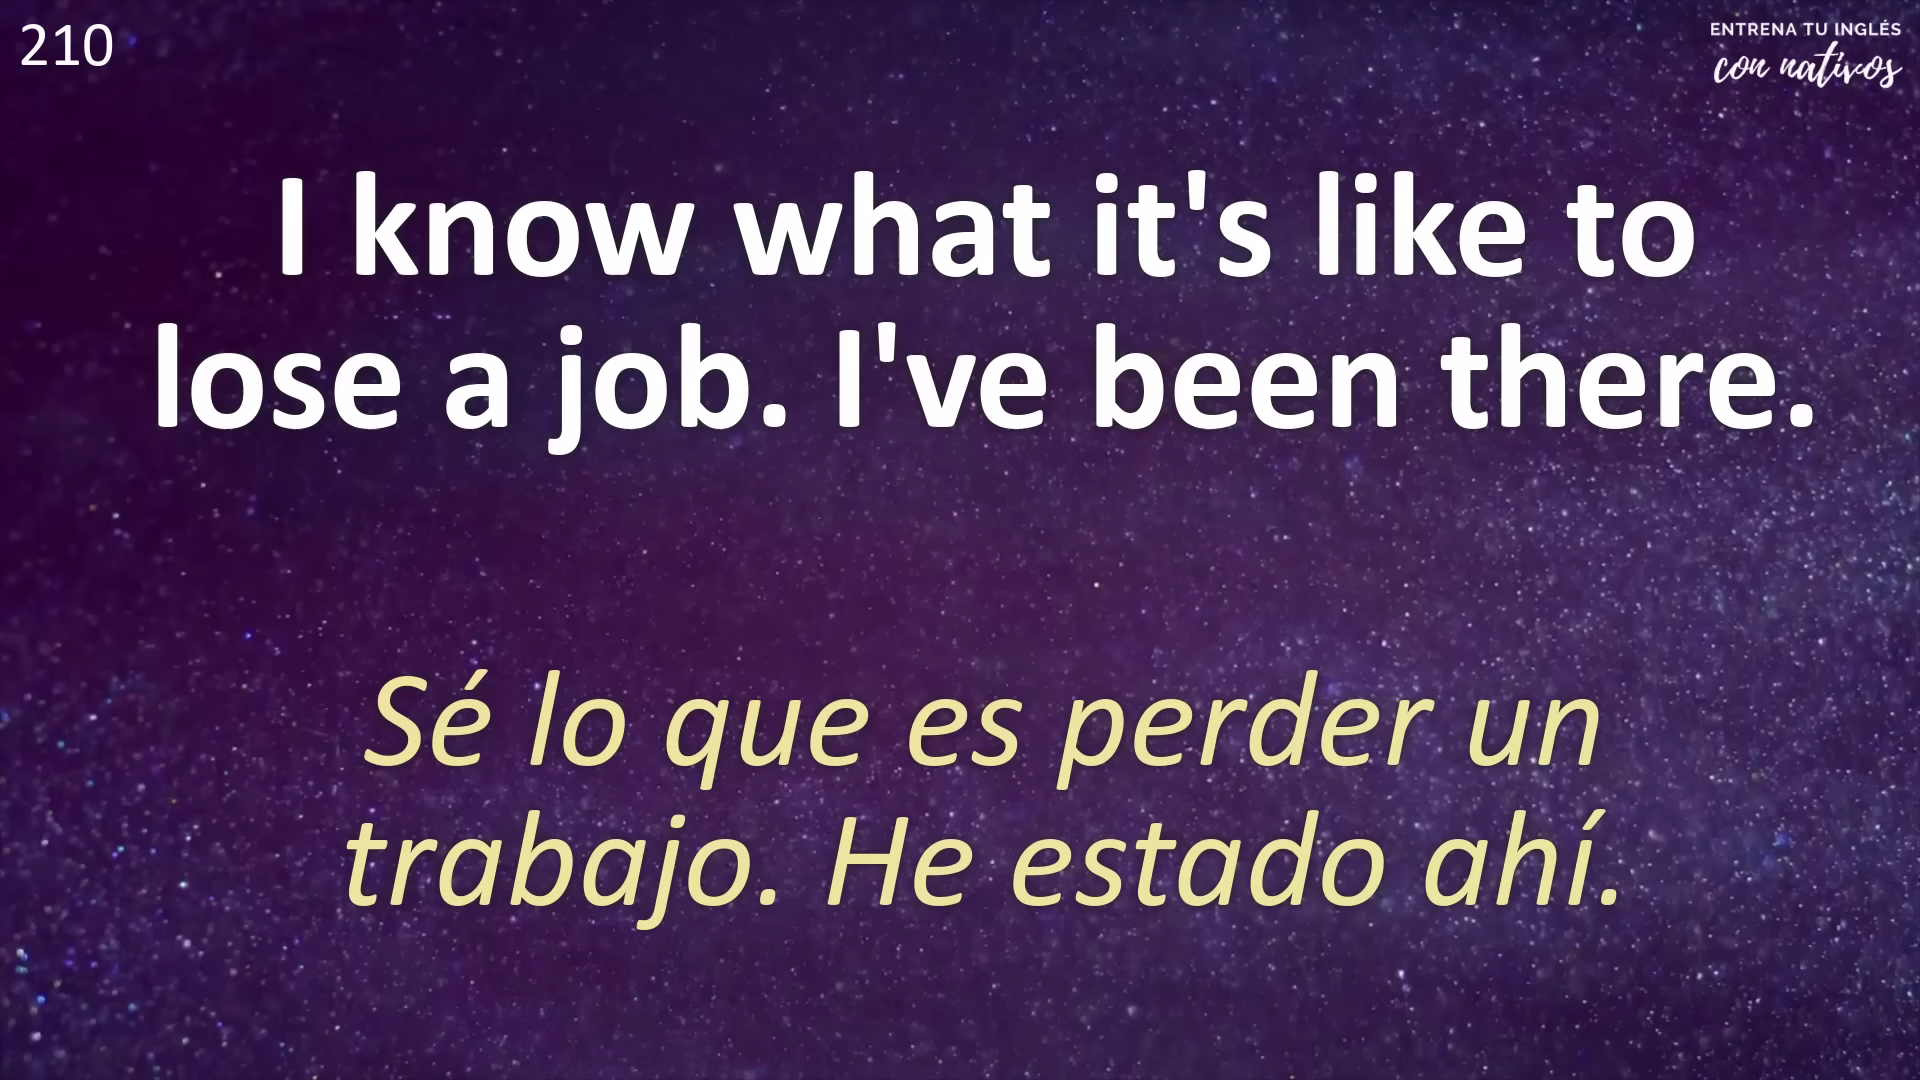 210
ENTRENA TU INGLÉS
con nativos
I know what it's like to
lose a job. I've been there.
Sé lo que es perder un
trabajo. He estado ahí.